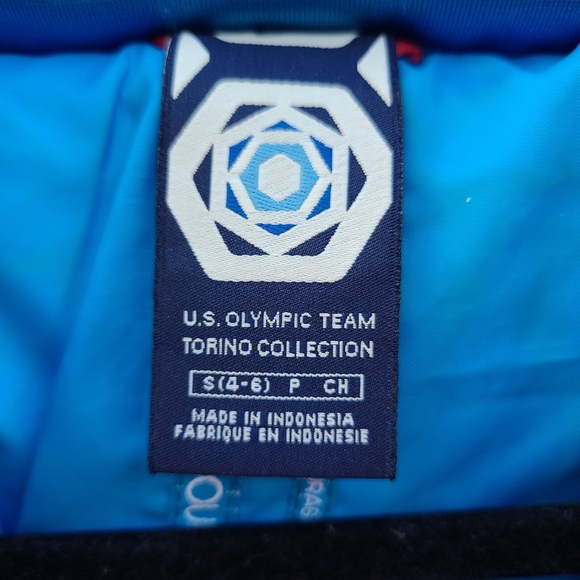 U.S. OLYMPIC TEAM
TORINO COLLECTION
S(4-6) P CH
MADE IN INDONESIA
FABRIQUE EN INDONESIE